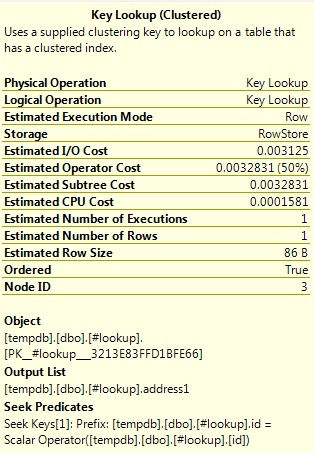 Key Lookup (Clustered)
Uses a supplied clustering key to lookup on a table that
has a clustered index.
Physical Operation Key Lookup
Logical Operation Key Lookup
Estimated Execution Mode Row
Storage RowStore
Estimated I/O Cost 0.003125
Estimated Operator Cost 0.0032831 (50%)
Estimated Subtree Cost 0.0032831
Estimated CPU Cost 0.0001581
Estimated Number of Executions 1
Estimated Number of Rows 1
Estimated Row Size 86 B
Ordered True
Node ID 3
Object
[tempdb].[dbo].[#lookup].
[PK__#lookup___3213E83FFD1BFE66]
Output List
[tempdb].[dbo].[#lookup].address1
Seek Predicates
Seek Keys[1]: Prefix: [tempdb].[dbo].[#lookup].id =
Scalar Operator([tempdb].[dbo].[#lookup].[id])